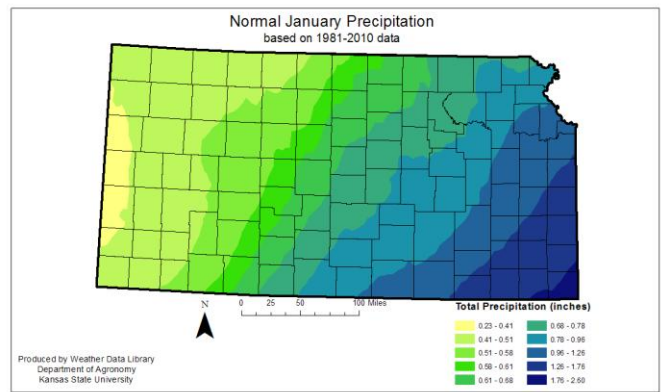 Normal January Precipitation
based on 1981-2010 data
N
0 25 50 100 Miles
Total Precipitation (inches)
0.23 - 0.41
0.41 - 0.51
0.51 - 0.58
0.58 - 0.61
0.61 - 0.68
0.68 - 0.78
0.78 - 0.96
0.96 - 1.26
1.26 - 1.76
1.76 - 2.60
Produced by Weather Data Library
Department of Agronomy
Kansas State University